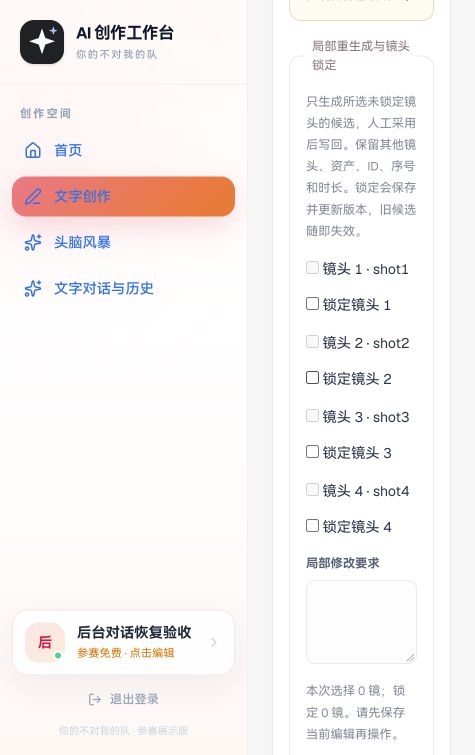 AI 创作工作台
你的不对我的队
创作空间
首页
文字创作
头脑风暴
文字对话与历史
后
后台对话恢复验收
参赛免费 · 点击编辑
退出登录
你的不对我的队 · 参赛展示版
局部重生成与镜头
锁定
只生成所选未锁定镜
头的候选，人工采用
后写回。保留其他镜
头、资产、ID、序号
和时长。锁定会保存
并更新版本，旧候选
随即失效。
镜头 1 · shot1
锁定镜头 1
镜头 2 · shot2
锁定镜头 2
镜头 3 · shot3
锁定镜头 3
镜头 4 · shot4
锁定镜头 4
局部修改要求
本次选择 0 镜；锁
定 0 镜。请先保存
当前编辑再操作。